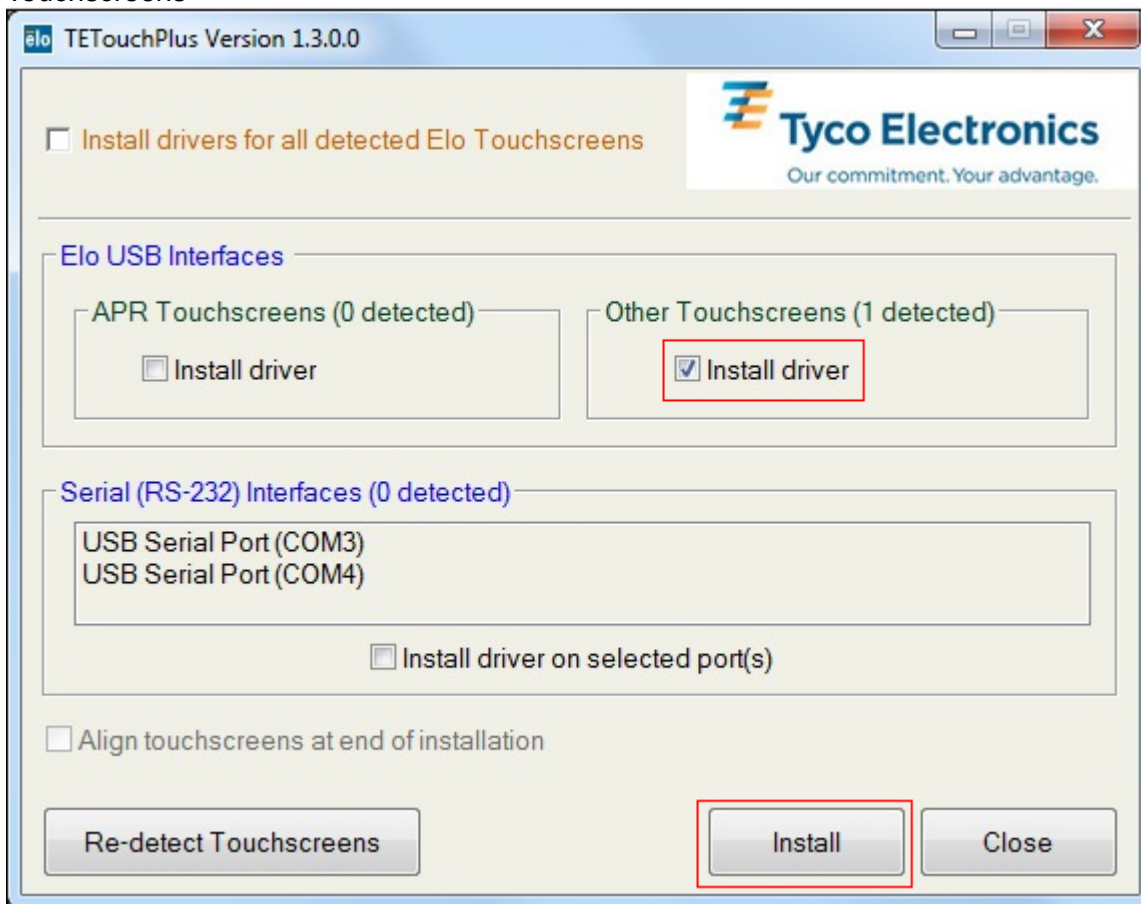 Touchscreens
elo TETouchPlus Version 1.3.0.0
Tyco Electronics
Our commitment. Your advantage.
Install drivers for all detected Elo Touchscreens
Elo USB Interfaces
APR Touchscreens (0 detected)
Install driver
Other Touchscreens (1 detected)
Install driver
Serial (RS-232) Interfaces (0 detected)
USB Serial Port (COM3)
USB Serial Port (COM4)
Install driver on selected port(s)
Align touchscreens at end of installation
Re-detect Touchscreens
Install
Close